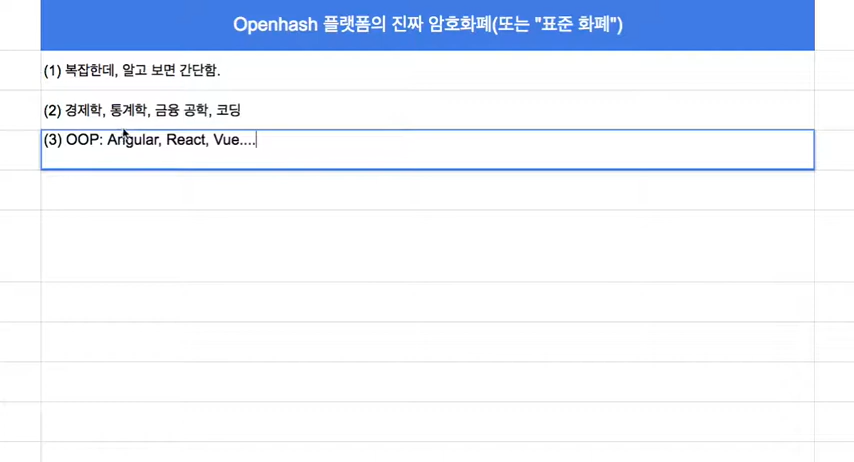 Openhash 플랫폼의 진짜 암호화폐(또는 "표준 화폐")
(1) 복잡한데, 알고 보면 간단함.
(2) 경제학, 통계학, 금융 공학, 코딩
(3) OOP: Angular, React, Vue....